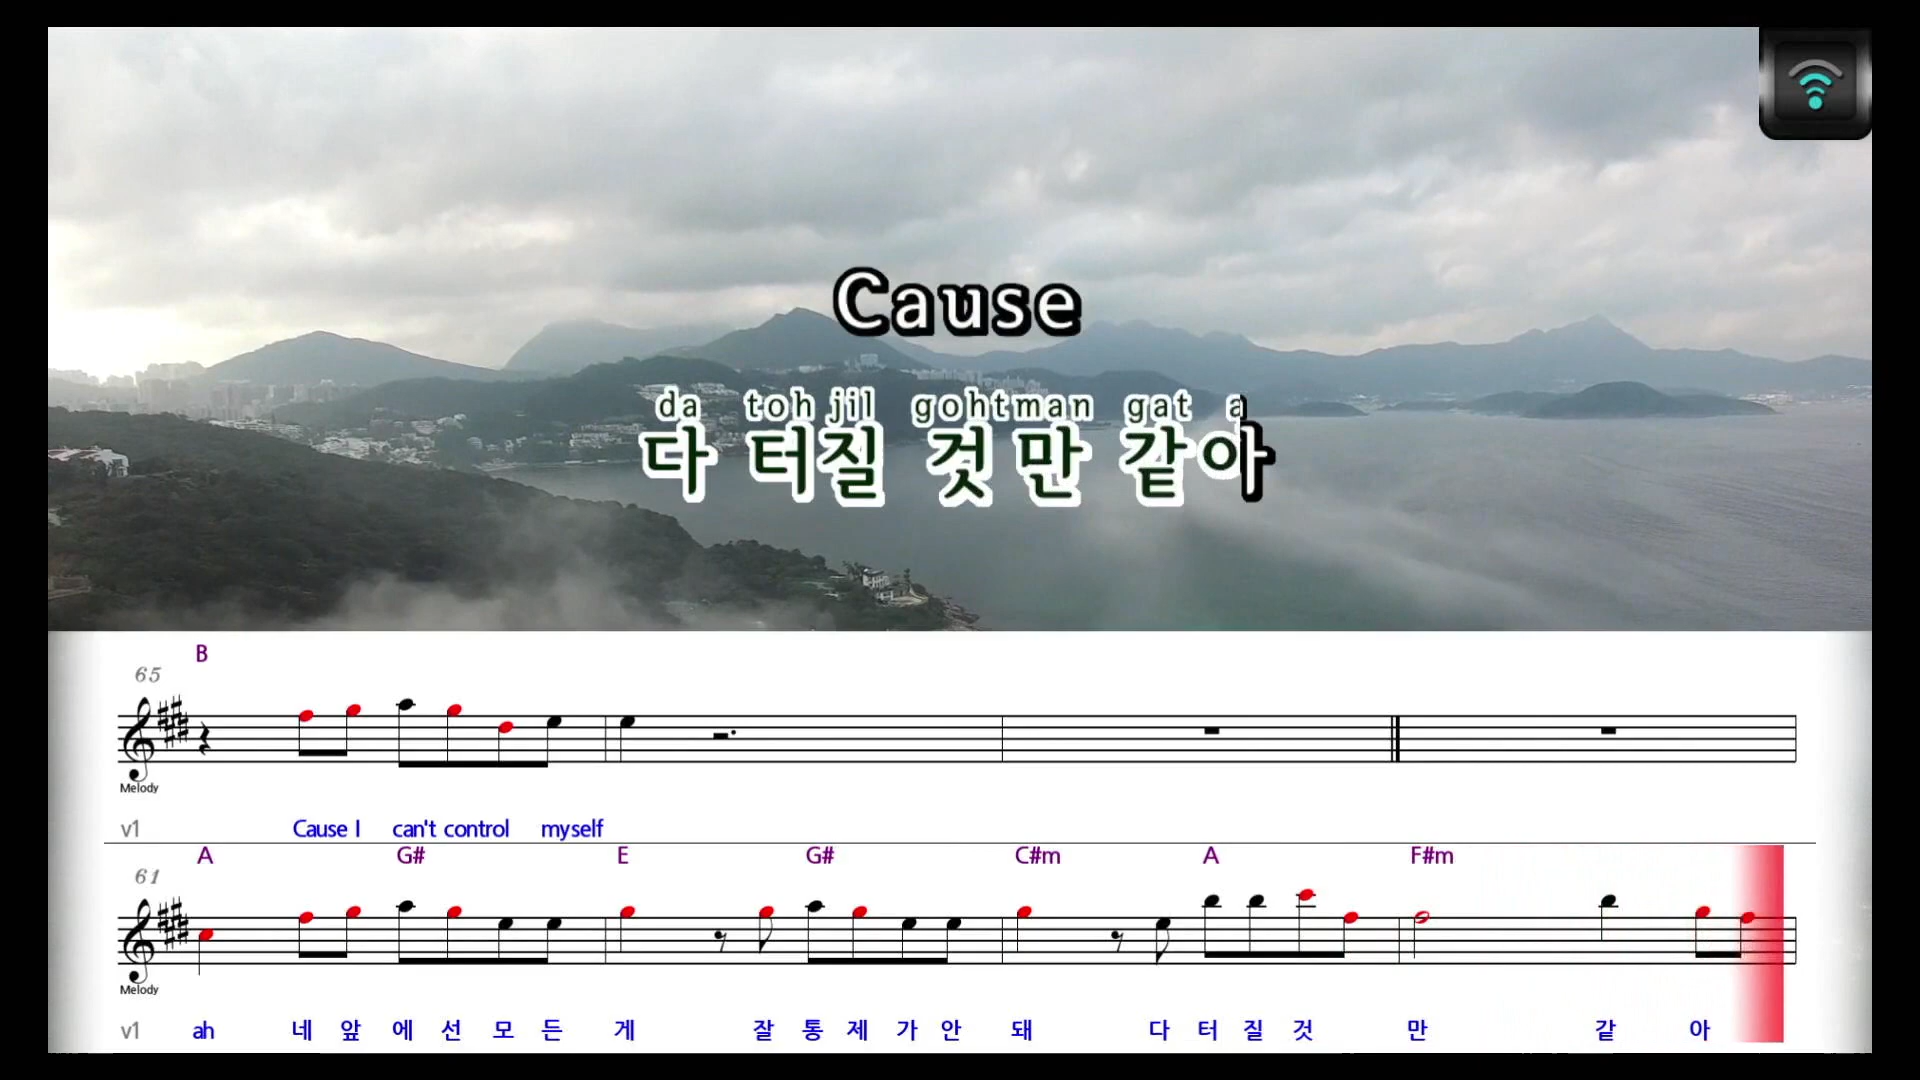 Cause
da toh jil gohtman gat a
다 터질 것 만 같아
B
65
Melody
v1 Cause I can't control myself
A G# E G# C#m A F#m
61
Melody
v1 ah 네 앞 에 선 모 든 게 잘 통 제 가 안 돼 다 터 질 것 만 같 아